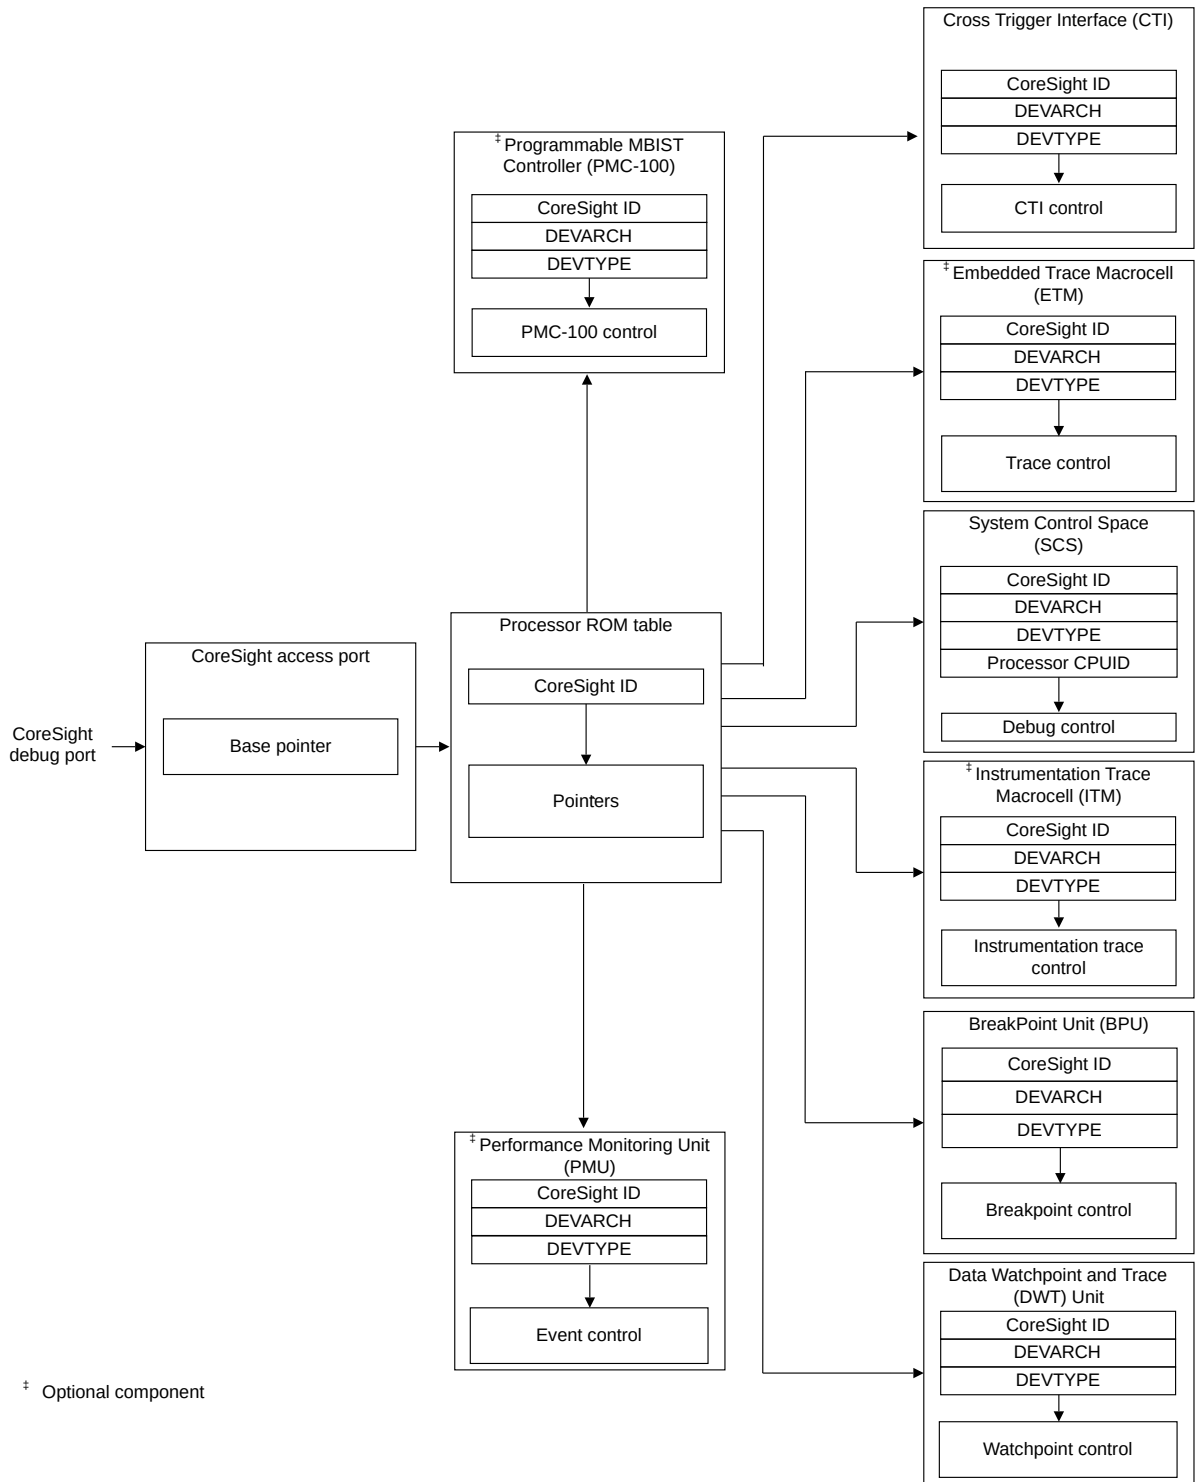 Cross Trigger Interface (CTI)
CoreSight ID
DEVARCH
DEVTYPE
CTI control
‡ Programmable MBIST
Controller (PMC-100)
CoreSight ID
DEVARCH
DEVTYPE
PMC-100 control
‡ Embedded Trace Macrocell
(ETM)
CoreSight ID
DEVARCH
DEVTYPE
Trace control
System Control Space
(SCS)
CoreSight ID
DEVARCH
DEVTYPE
Processor CPUID
Debug control
CoreSight
debug port
CoreSight access port
Base pointer
Processor ROM table
CoreSight ID
Pointers
‡ Instrumentation Trace
Macrocell (ITM)
CoreSight ID
DEVARCH
DEVTYPE
Instrumentation trace
control
BreakPoint Unit (BPU)
CoreSight ID
DEVARCH
DEVTYPE
Breakpoint control
‡ Performance Monitoring Unit
(PMU)
CoreSight ID
DEVARCH
DEVTYPE
Event control
Data Watchpoint and Trace
(DWT) Unit
CoreSight ID
DEVARCH
DEVTYPE
Watchpoint control
‡ Optional component